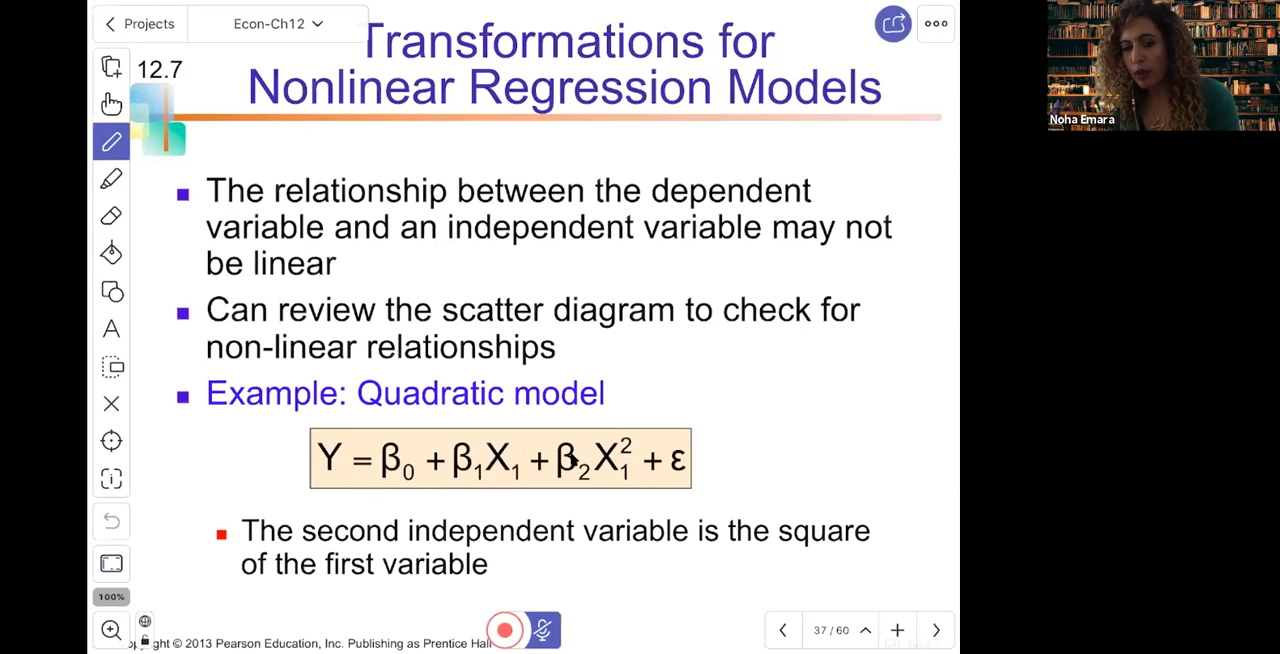 Projects
Econ-Ch12
Transformations for
12.7
Nonlinear Regression Models
Noha Emara
The relationship between the dependent
variable and an independent variable may not
be linear
Can review the scatter diagram to check for
non-linear relationships
Example: Quadratic model
Y = β₀ + β₁X₁ + β₂X₁² + ε
The second independent variable is the square
of the first variable
100%
ght © 2013 Pearson Education, Inc. Publishing as Prentice Hall
37 / 60